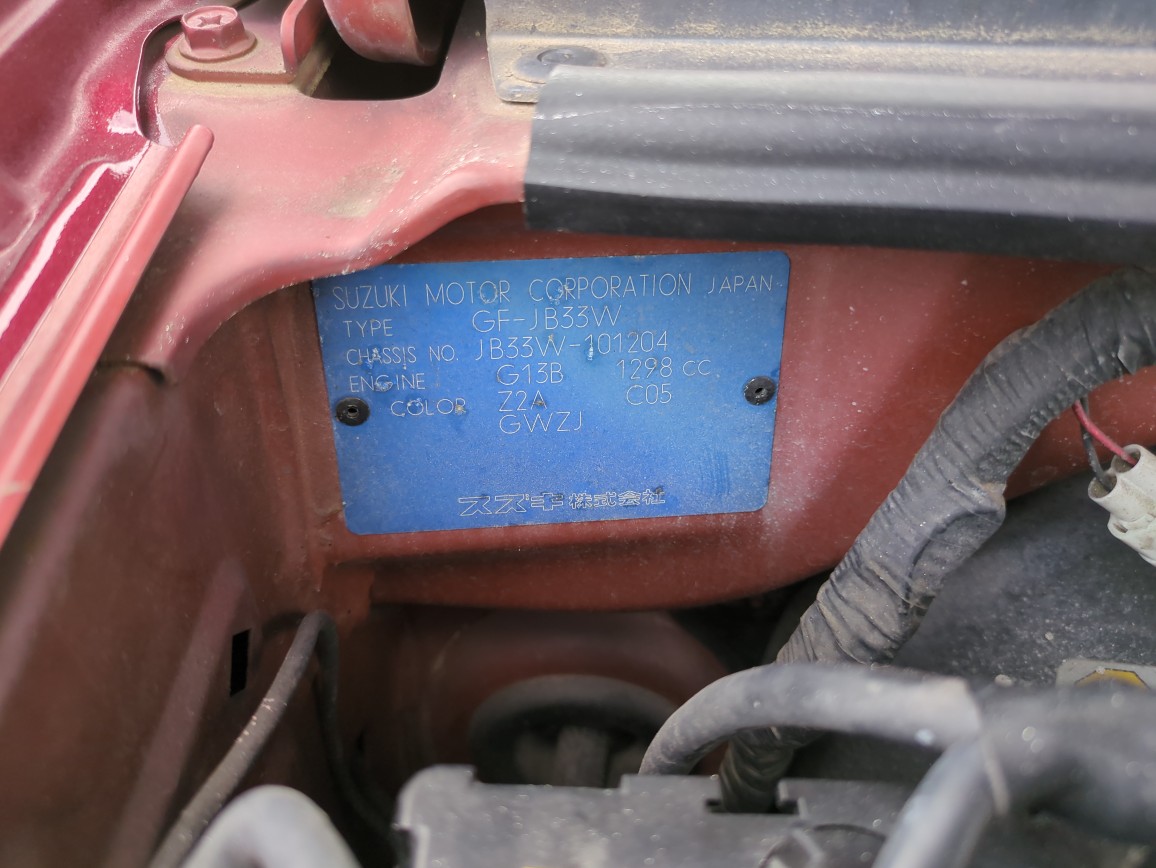 SUZUKI MOTOR CORPORATION JAPAN
TYPE GF-JB33W
CHASSIS NO. JB33W-101204
ENGINE G13B 1298 CC
COLOR Z2A C05
GWZJ
スズキ株式会社